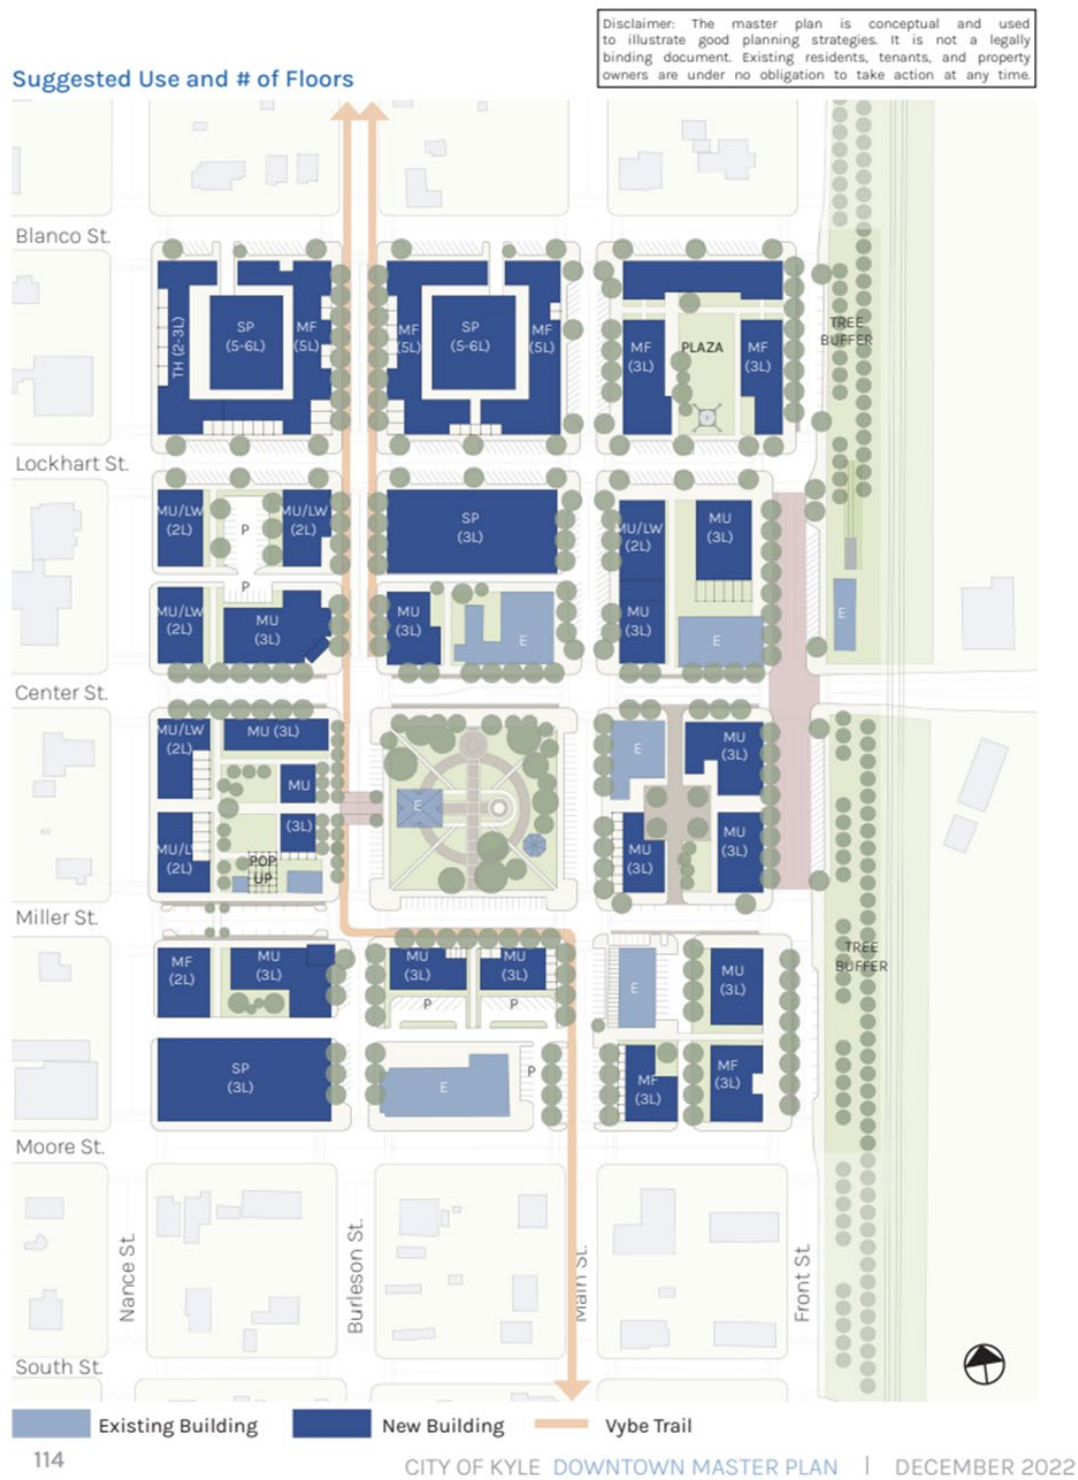 Disclaimer: The master plan is conceptual and used
to illustrate good planning strategies. It is not a legally
binding document. Existing residents, tenants, and property
owners are under no obligation to take action at any time.
Suggested Use and # of Floors
Blanco St.
TH (2-3L)
SP
(5-6L)
MF
(5L)
MF
(5L)
SP
(5-6L)
MF
(5L)
MF
(3L)
PLAZA
MF
(3L)
TREE
BUFFER
Lockhart St.
MU/LW
(2L)
P
MU/LW
(2L)
SP
(3L)
MU/LW
(2L)
MU
(3L)
P
MU/LW
(2L)
MU
(3L)
MU
(3L)
E
MU
(3L)
E
E
Center St.
MU/LW
(2L)
MU (3L)
MU
(3L)
E
E
MU
(3L)
MU/L
(2L)
POP
UP
MU
(3L)
MU
(3L)
Miller St.
MF
(2L)
MU
(3L)
MU
(3L)
MU
(3L)
P
P
E
MU
(3L)
TREE
BUFFER
SP
(3L)
E
P
MF
(3L)
MF
(3L)
Moore St.
Nance St.
Burleson St.
Main St.
Front St.
South St.
Existing Building
New Building
Vybe Trail
114
CITY OF KYLE DOWNTOWN MASTER PLAN | DECEMBER 2022